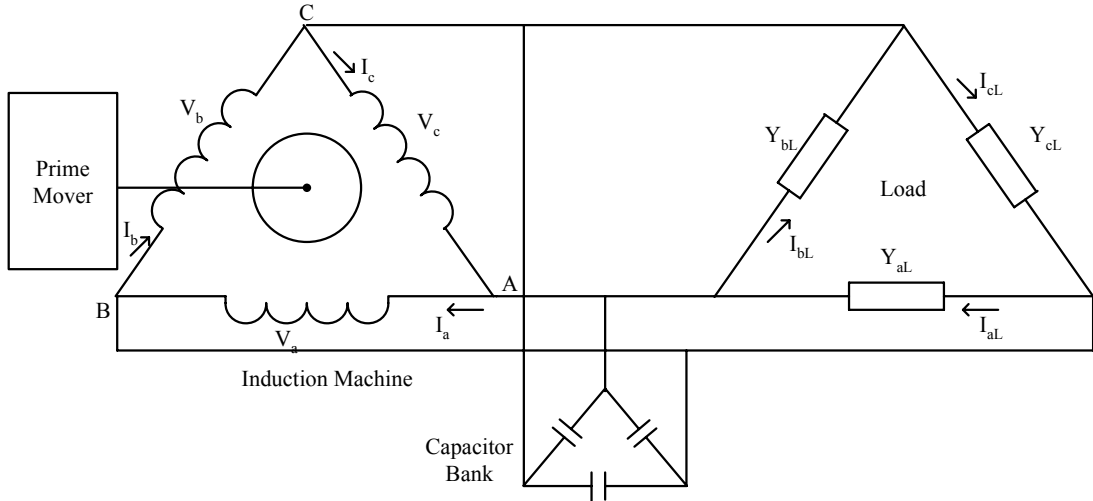 C
I_c
I_cL
V_b
V_c
Y_bL
Y_cL
Prime
Mover
Load
I_b
I_bL
Y_aL
A
B
I_a
I_aL
V_a
Induction Machine
Capacitor
Bank